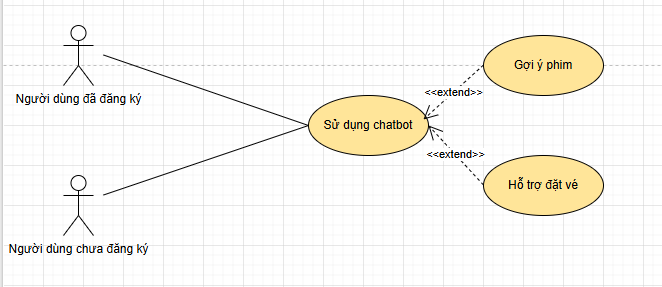 Gợi ý phim
<<extend>>
Người dùng đã đăng ký
Sử dụng chatbot
<<extend>>
Hỗ trợ đặt vé
Người dùng chưa đăng ký